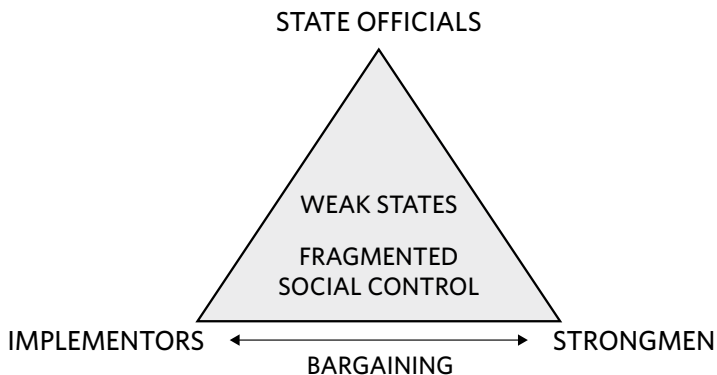 STATE OFFICIALS
WEAK STATES
FRAGMENTED
SOCIAL CONTROL
IMPLEMENTORS
STRONGMEN
BARGAINING